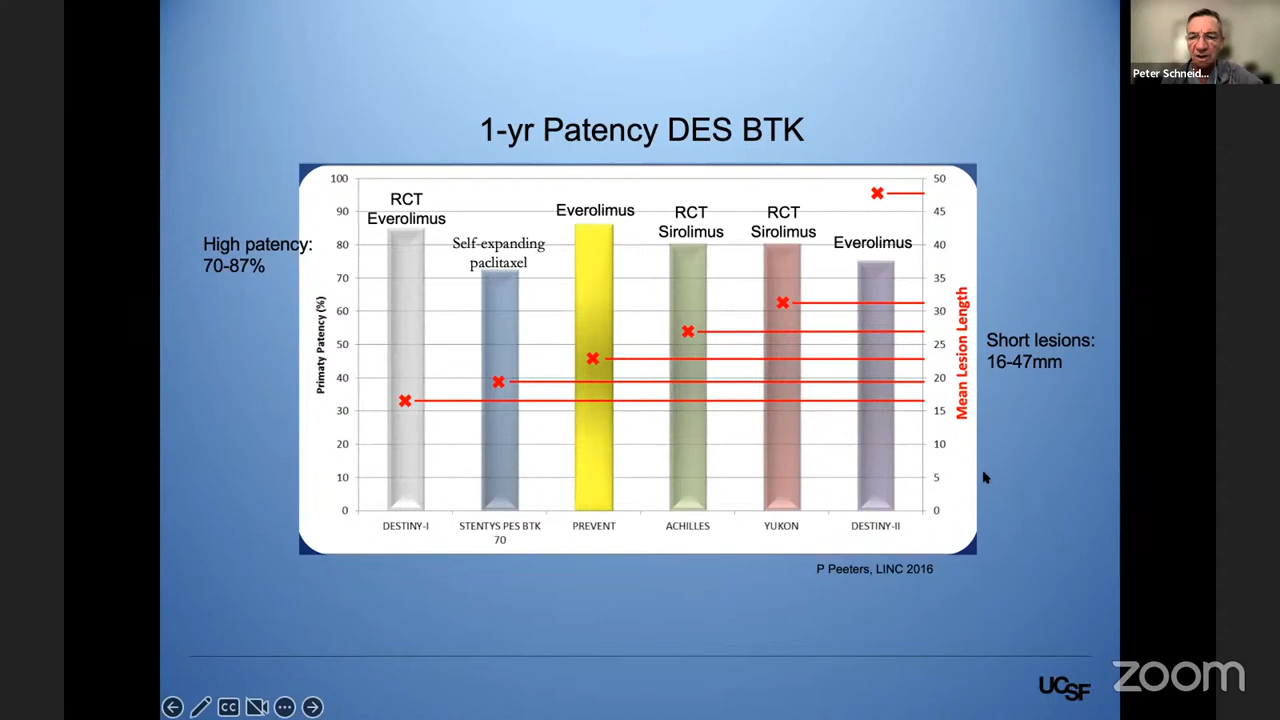 Peter Schneid...
1-yr Patency DES BTK
High patency:
70-87%
Short lesions:
16-47mm
Primaty Patency (%)
100
90
80
70
60
50
40
30
20
10
0
RCT
Everolimus
Self-expanding
paclitaxel
Everolimus
RCT
Sirolimus
RCT
Sirolimus
Everolimus
50
45
40
35
30
25
20
15
10
5
0
Mean Lesion Length
DESTINY-I
STENTYS PES BTK
70
PREVENT
ACHILLES
YUKON
DESTINY-II
P Peeters, LINC 2016
CC
UCSF
zoom